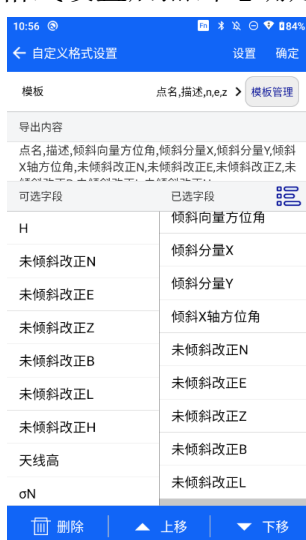 10:56 84%
自定义格式设置 设置 确定
模板 点名,描述,n,e,z 模板管理
导出内容
点名,描述,倾斜向量方位角,倾斜分量X,倾斜分量Y,倾斜
X轴方位角,未倾斜改正N,未倾斜改正E,未倾斜改正Z,未
可选字段 已选字段
倾斜向量方位角
H
倾斜分量X
未倾斜改正N
倾斜分量Y
未倾斜改正E
倾斜X轴方位角
未倾斜改正Z
未倾斜改正N
未倾斜改正B
未倾斜改正E
未倾斜改正L
未倾斜改正Z
未倾斜改正H
未倾斜改正B
天线高
未倾斜改正L
σN
删除 上移 下移